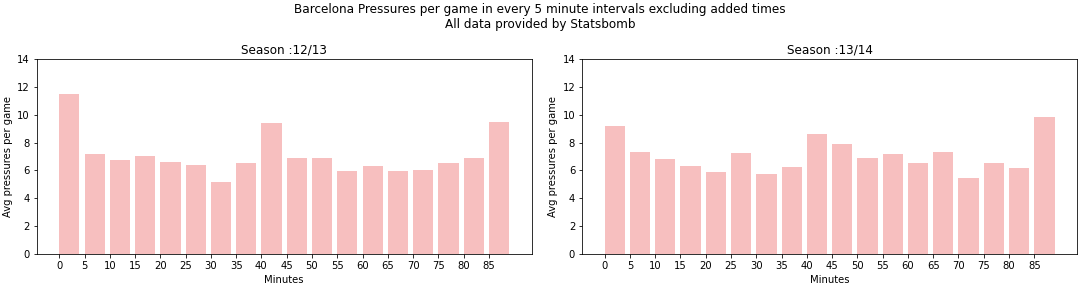 Barcelona Pressures per game in every 5 minute intervals excluding added times
All data provided by Statsbomb
Season :12/13
14
12
10
8
6
4
2
0
Avg pressures per game
0 5 10 15 20 25 30 35 40 45 50 55 60 65 70 75 80 85
Minutes
Season :13/14
14
12
10
8
6
4
2
0
Avg pressures per game
0 5 10 15 20 25 30 35 40 45 50 55 60 65 70 75 80 85
Minutes